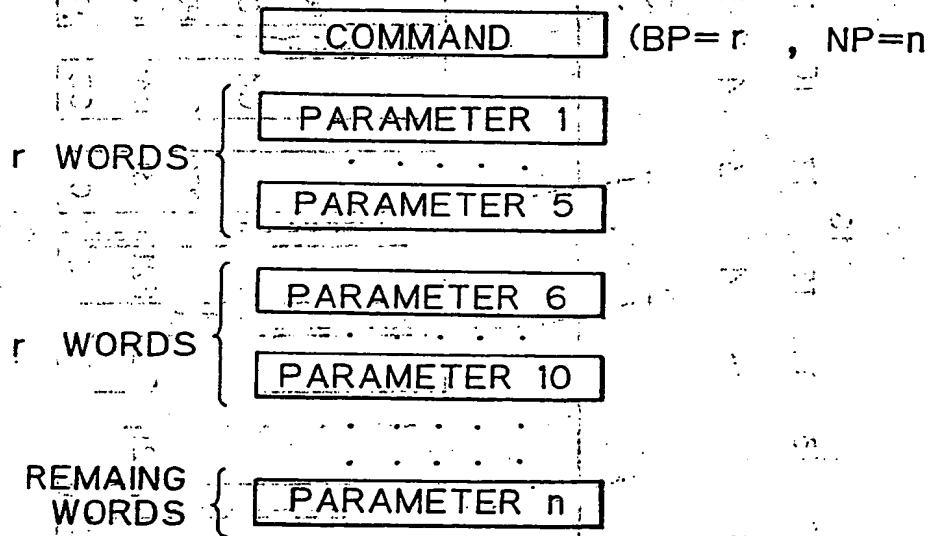 COMMAND (BP= r , NP=n
PARAMETER 1
r WORDS
. . . . .
PARAMETER 5
PARAMETER 6
r WORDS
. . . . .
PARAMETER 10
. . . . .
. . . . .
REMAING
WORDS
PARAMETER n